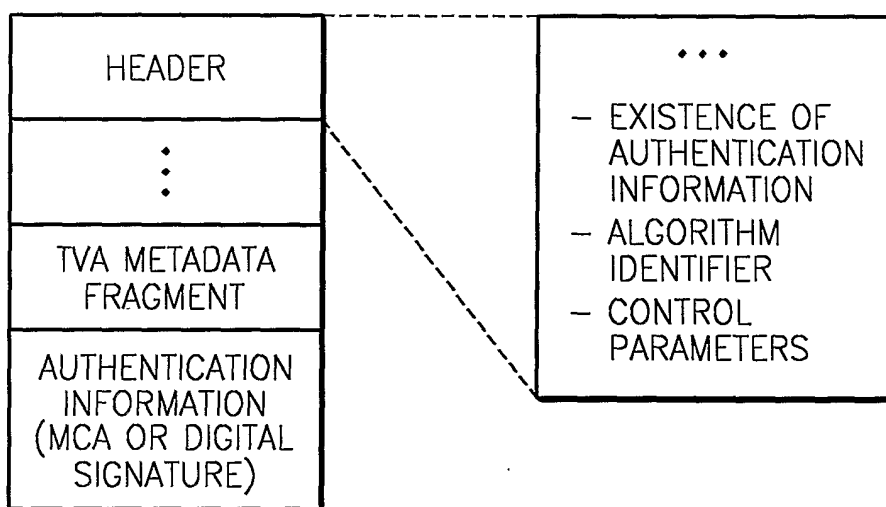 HEADER
TVA METADATA
FRAGMENT
AUTHENTICATION
INFORMATION
(MCA OR DIGITAL
SIGNATURE)
...
– EXISTENCE OF
AUTHENTICATION
INFORMATION
– ALGORITHM
IDENTIFIER
– CONTROL
PARAMETERS